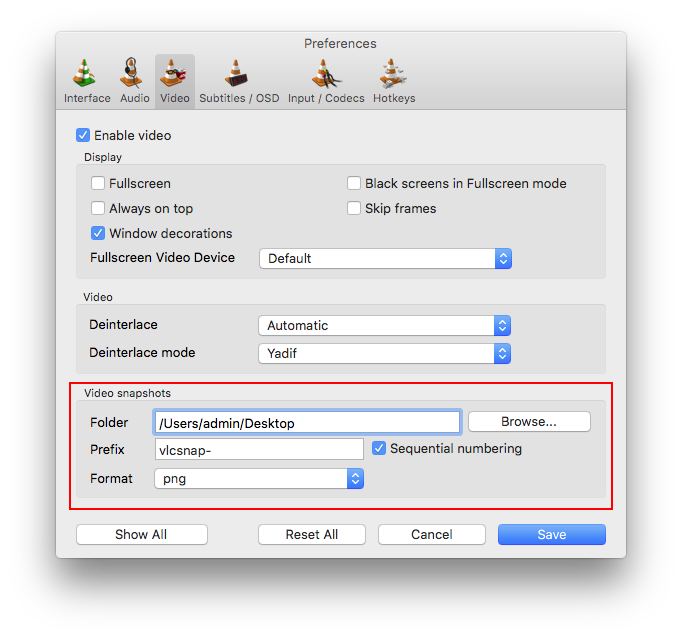 Preferences
Interface Audio Video Subtitles / OSD Input / Codecs Hotkeys
Enable video
Display
Fullscreen Black screens in Fullscreen mode
Always on top Skip frames
Window decorations
Fullscreen Video Device Default
Video
Deinterlace Automatic
Deinterlace mode Yadif
Video snapshots
Folder /Users/admin/Desktop Browse...
Prefix vlcsnap- Sequential numbering
Format png
Show All Reset All Cancel Save